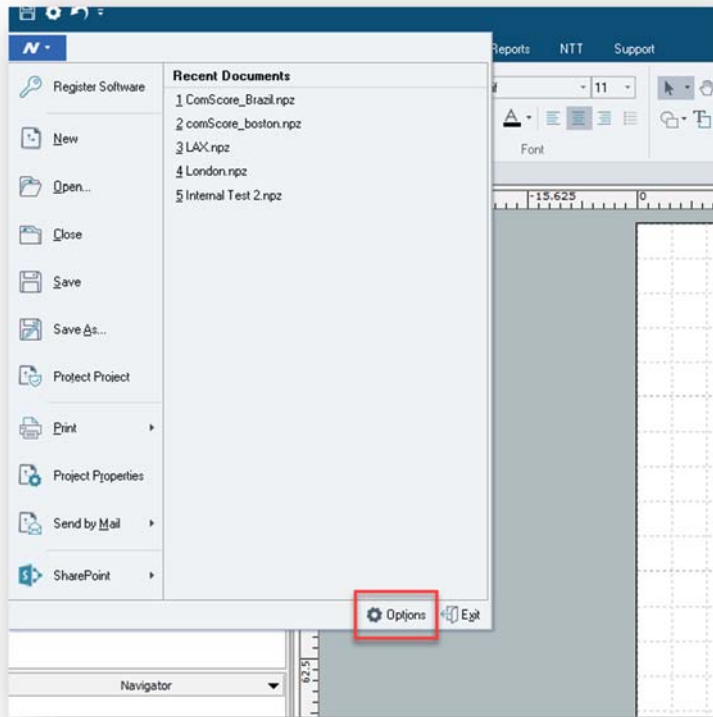 N
Reports NTT Support
Register Software
Recent Documents
1 ComScore_Brazil.npz
2 comScore_boston.npz
3 LAX.npz
4 London.npz
5 Internal Test 2.npz
11
A
Font
New
Open...
Close
Save
Save As...
Protect Project
Print
Project Properties
Send by Mail
SharePoint
Options Exit
-15.625 0
62.5
Navigator